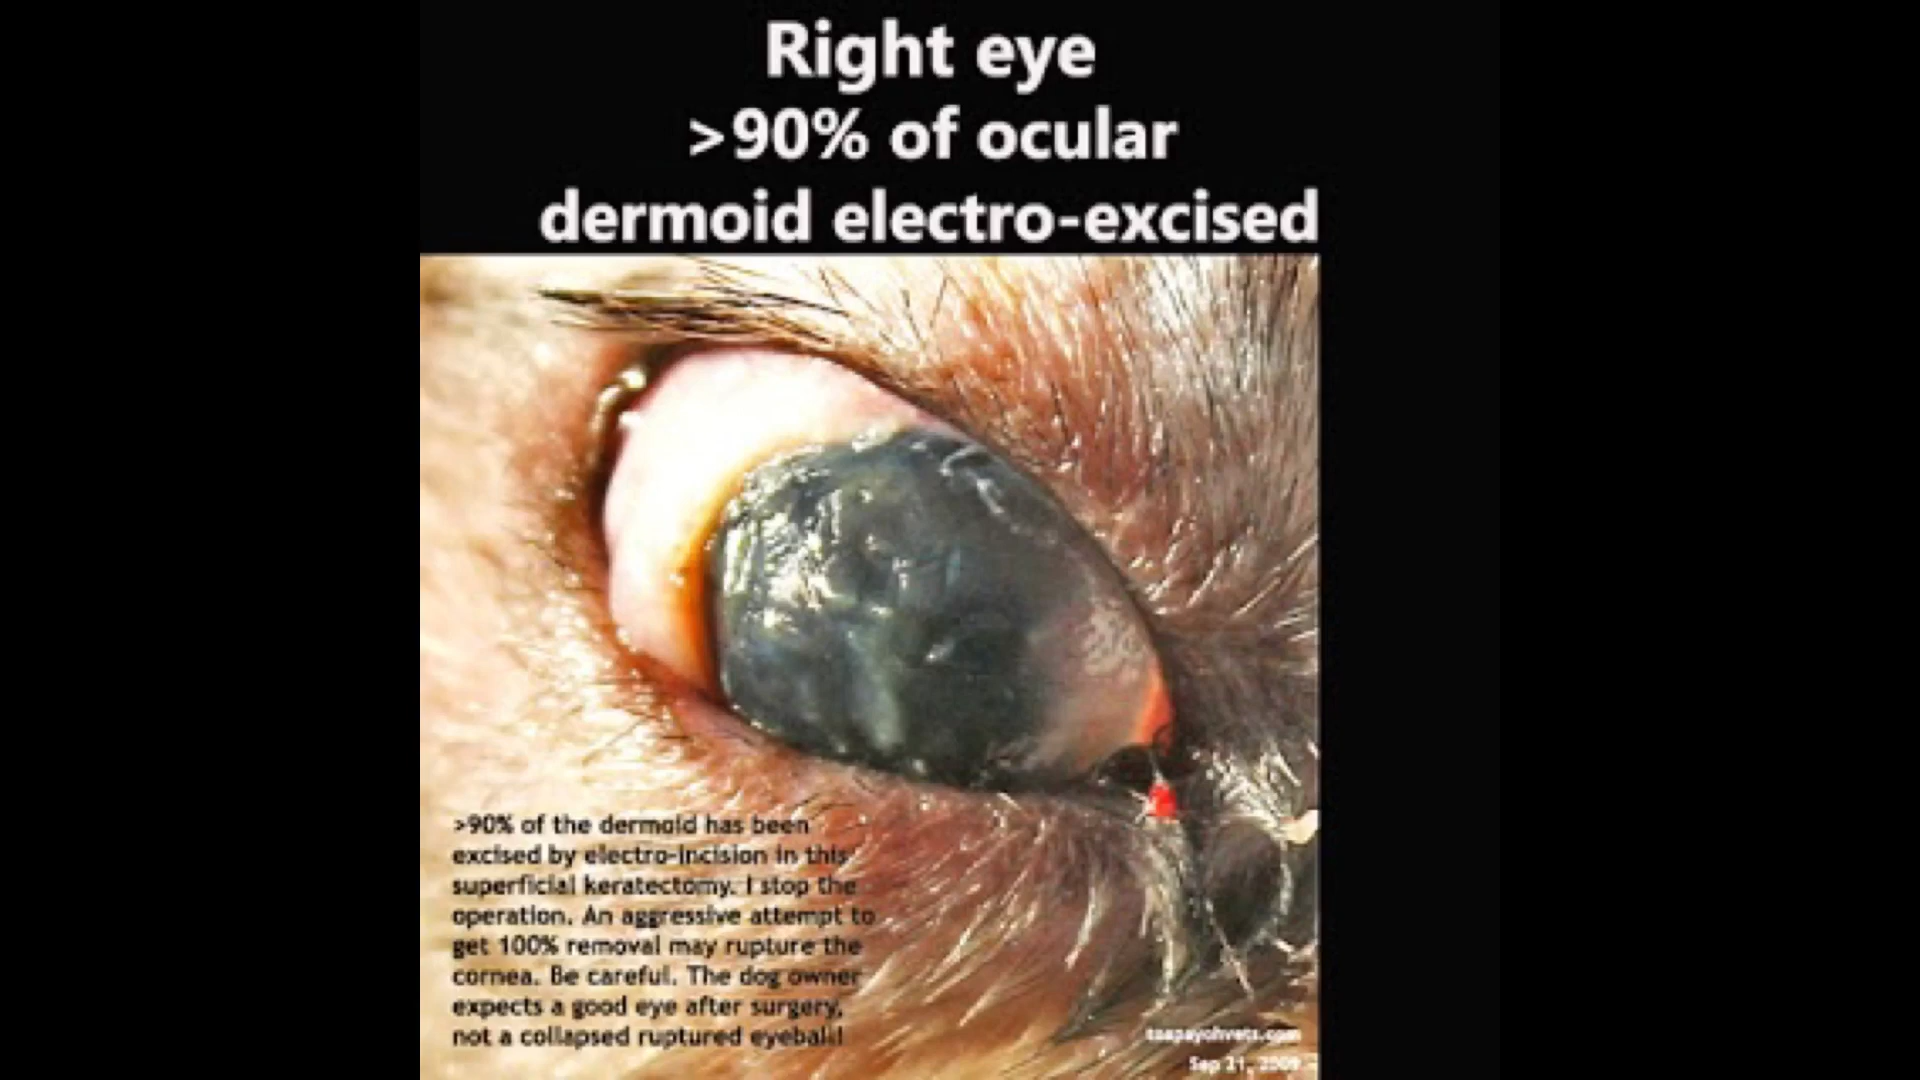 Right eye
>90% of ocular
dermoid electro-excised
>90% of the dermoid has been
excised by electro-incision in this
superficial keratectomy. I stop the
operation. An aggressive attempt to
get 100% removal may rupture the
cornea. Be careful. The dog owner
expects a good eye after surgery,
not a collapsed ruptured eyeball!
toapayohvets.com
Sep 21, 2009